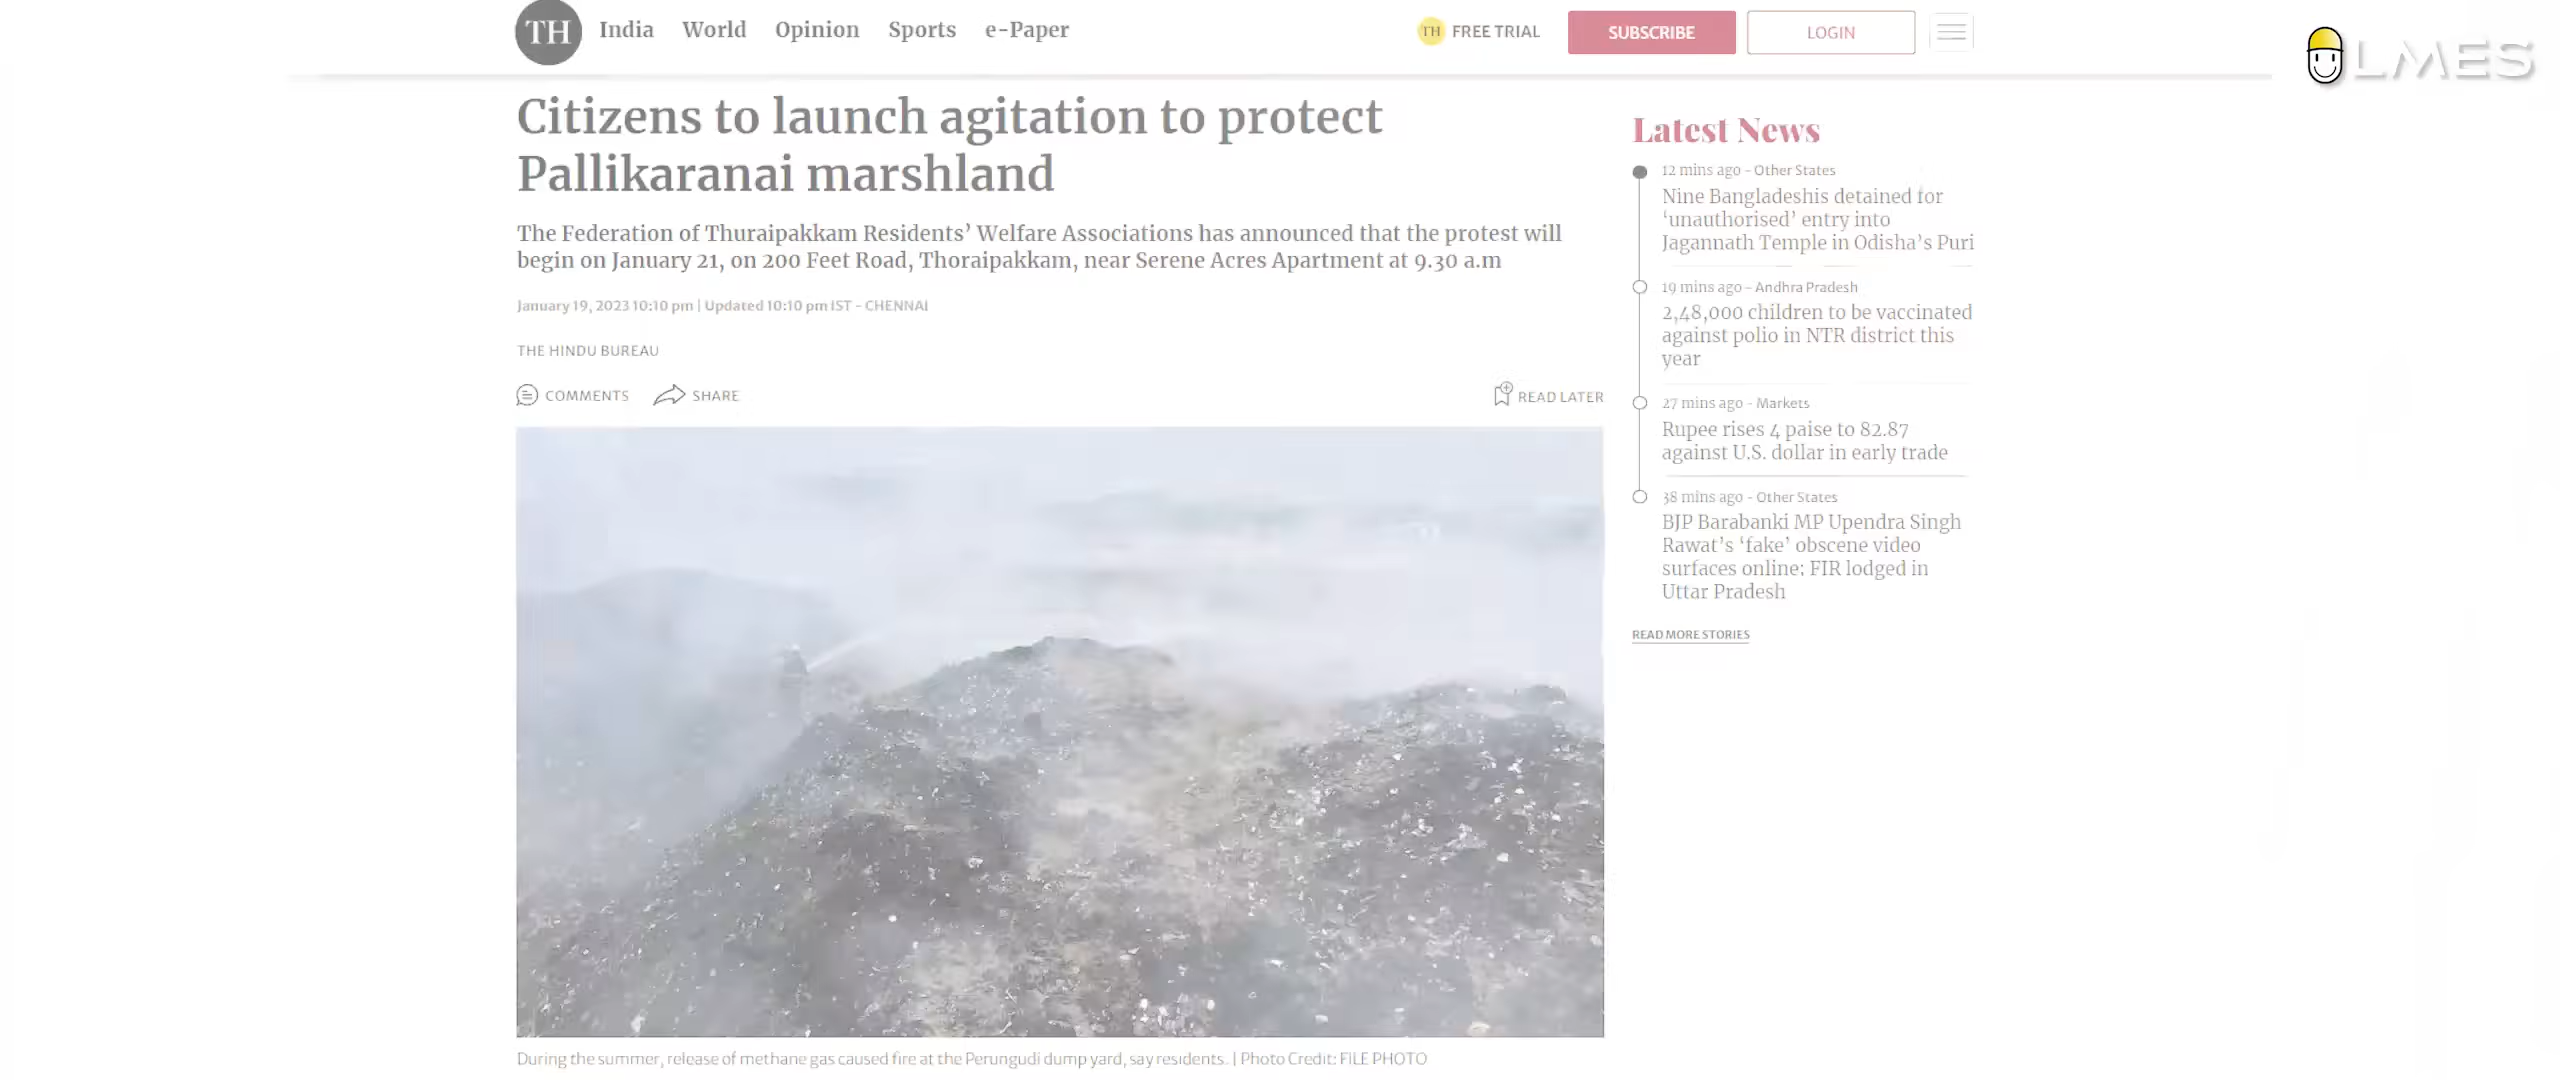 TH India World Opinion Sports e-Paper TH FREE TRIAL SUBSCRIBE LOGIN
LMES
Citizens to launch agitation to protect
Pallikaranai marshland
The Federation of Thuraipakkam Residents’ Welfare Associations has announced that the protest will
begin on January 21, on 200 Feet Road, Thoraipakkam, near Serene Acres Apartment at 9.30 a.m
January 19, 2023 10:10 pm | Updated 10:10 pm IST - CHENNAI
THE HINDU BUREAU
COMMENTS SHARE READ LATER
During the summer, release of methane gas caused fire at the Perungudi dump yard, say residents. | Photo Credit: FILE PHOTO
Latest News
12 mins ago - Other States
Nine Bangladeshis detained for
‘unauthorised’ entry into
Jagannath Temple in Odisha’s Puri
19 mins ago - Andhra Pradesh
2,48,000 children to be vaccinated
against polio in NTR district this
year
27 mins ago - Markets
Rupee rises 4 paise to 82.87
against U.S. dollar in early trade
38 mins ago - Other States
BJP Barabanki MP Upendra Singh
Rawat’s ‘fake’ obscene video
surfaces online; FIR lodged in
Uttar Pradesh
READ MORE STORIES